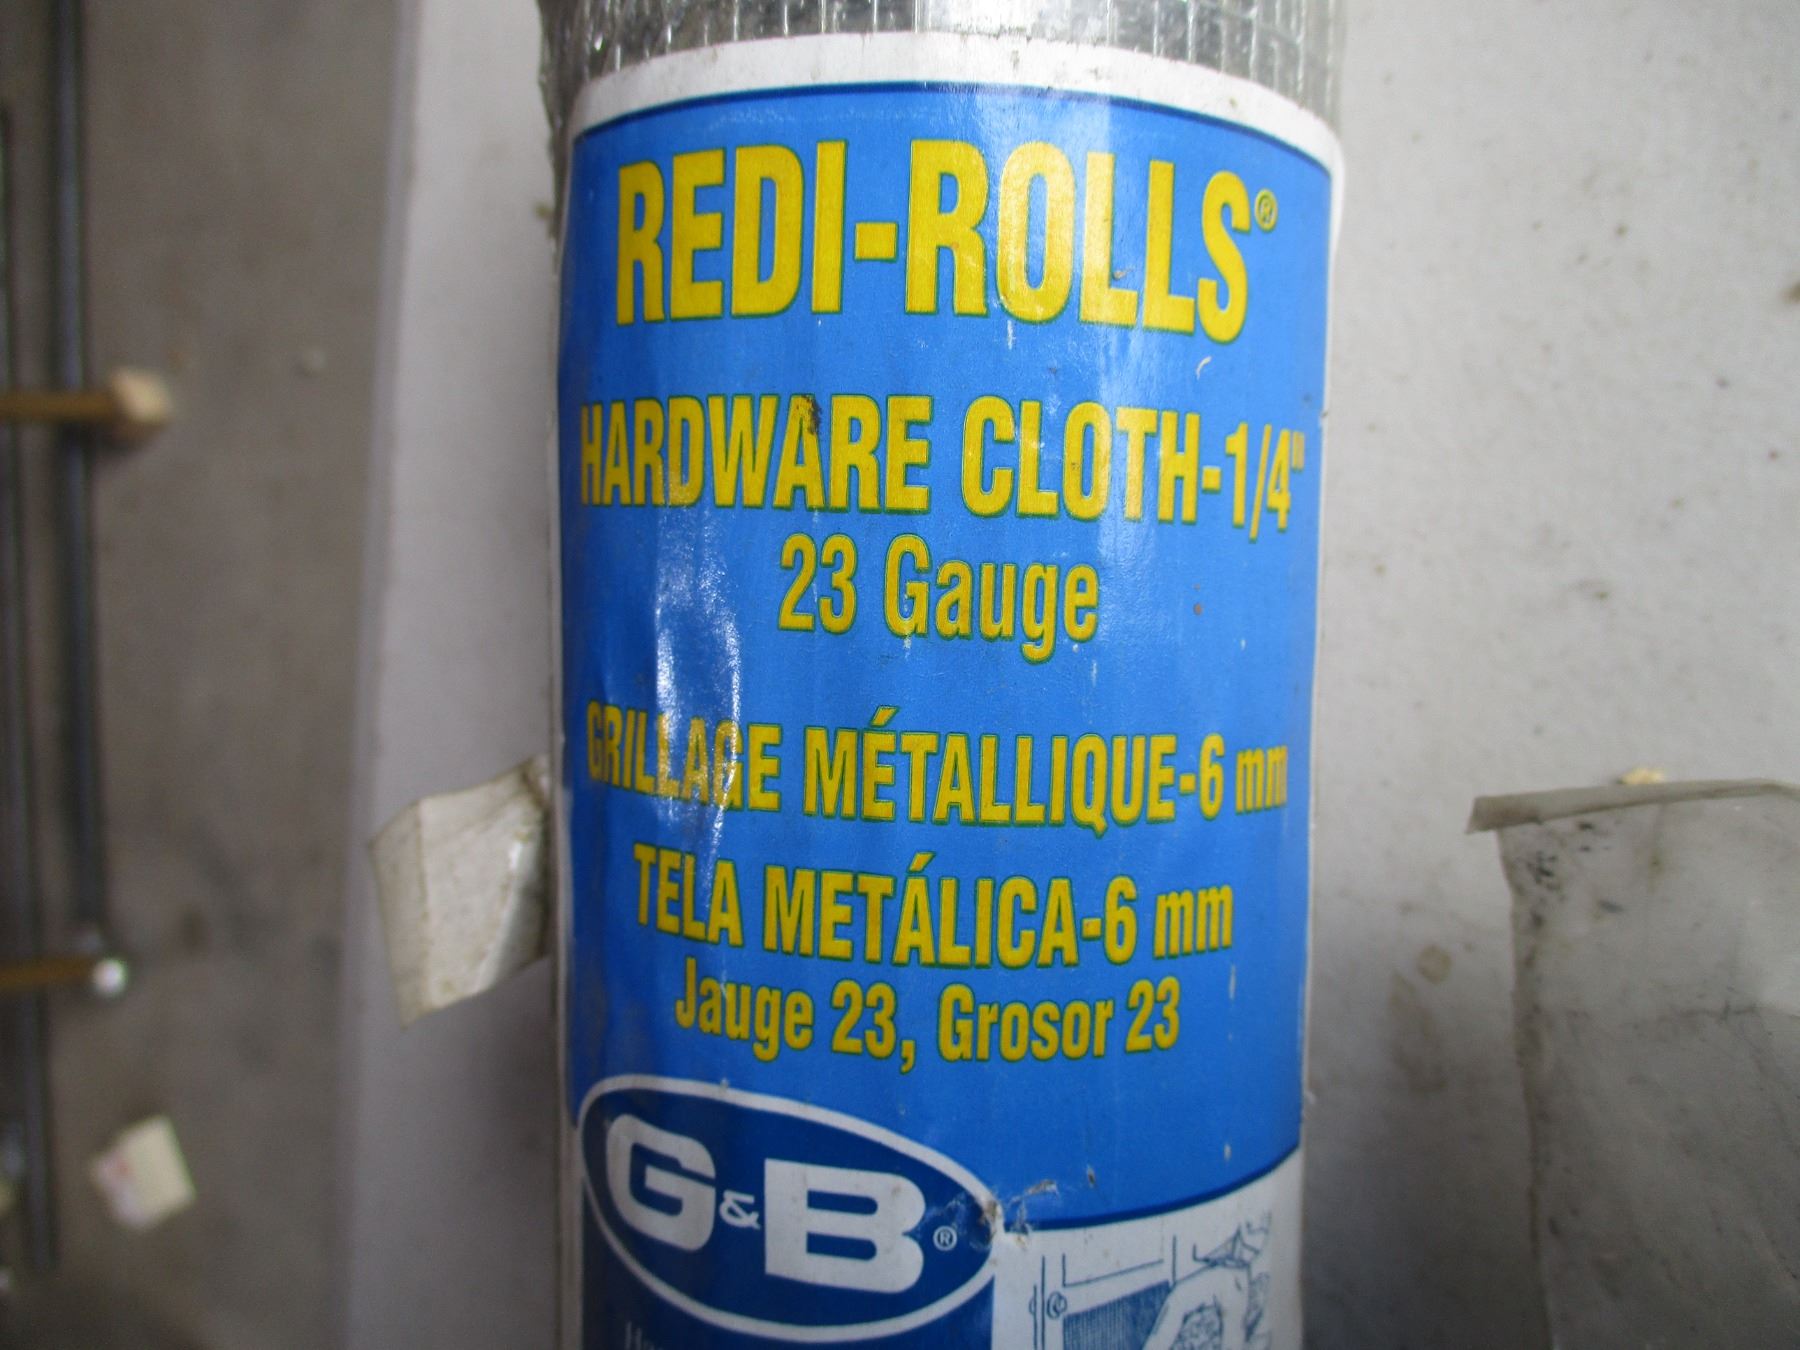 REDI-ROLLS®
HARDWARE CLOTH-1/4"
23 Gauge
GRILLAGE MÉTALLIQUE-6 mm
TELA METÁLICA-6 mm
Jauge 23, Grosor 23
G&B®